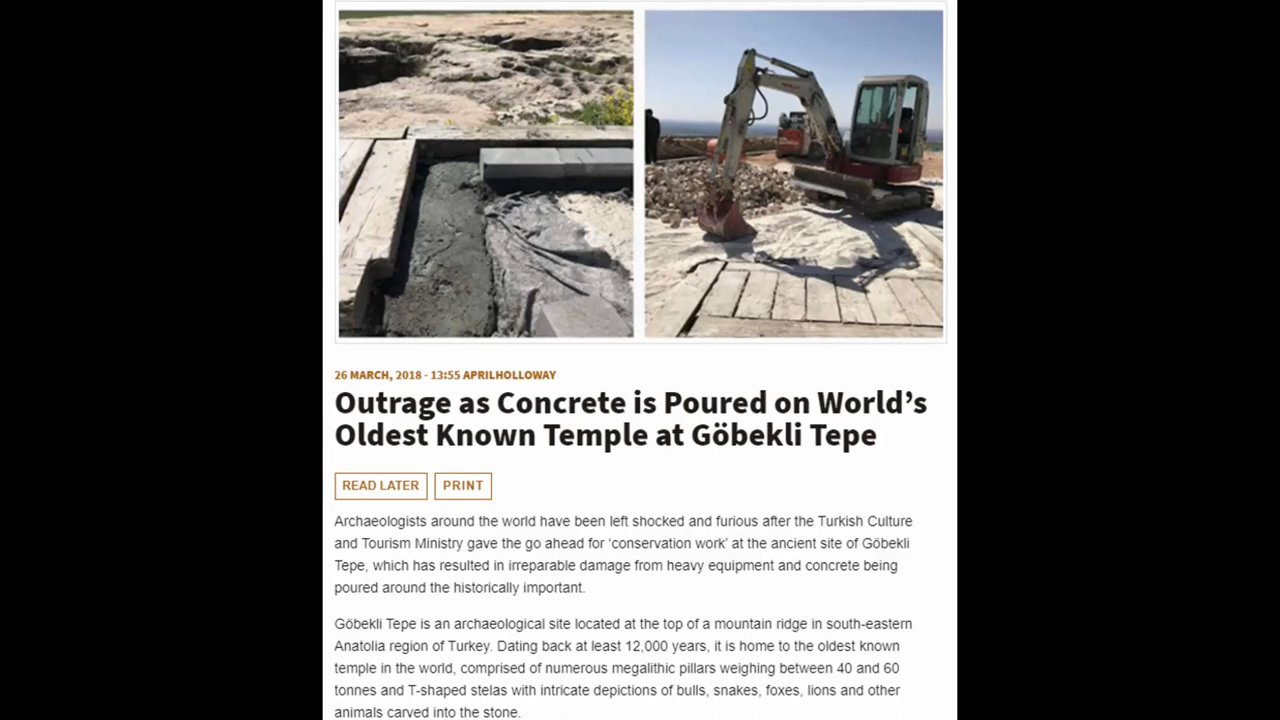 26 MARCH, 2018 - 13:55 APRILHOLLOWAY
Outrage as Concrete is Poured on World’s
Oldest Known Temple at Göbekli Tepe
READ LATER PRINT
Archaeologists around the world have been left shocked and furious after the Turkish Culture
and Tourism Ministry gave the go ahead for ‘conservation work’ at the ancient site of Göbekli
Tepe, which has resulted in irreparable damage from heavy equipment and concrete being
poured around the historically important.
Göbekli Tepe is an archaeological site located at the top of a mountain ridge in south-eastern
Anatolia region of Turkey. Dating back at least 12,000 years, it is home to the oldest known
temple in the world, comprised of numerous megalithic pillars weighing between 40 and 60
tonnes and T-shaped stelas with intricate depictions of bulls, snakes, foxes, lions and other
animals carved into the stone.